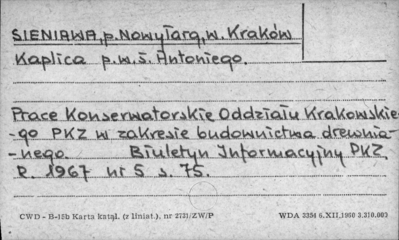 SIENIAWA, p. Nowy Targ, w. Kraków
Kaplica p.w. ś. Antoniego.
Prace Konserwatorskie Oddziału Krakowskie-
-go PKZ w zakresie budownictwa drewnia-
-nego. Biuletyn Informacyjny PKZ,
R. 1967 nr 5 s. 75.
CWD - B-15b Karta katal. (z liniat.). nr 2731/ZW/P WDA 3354 6.XII.1960 3.210.003